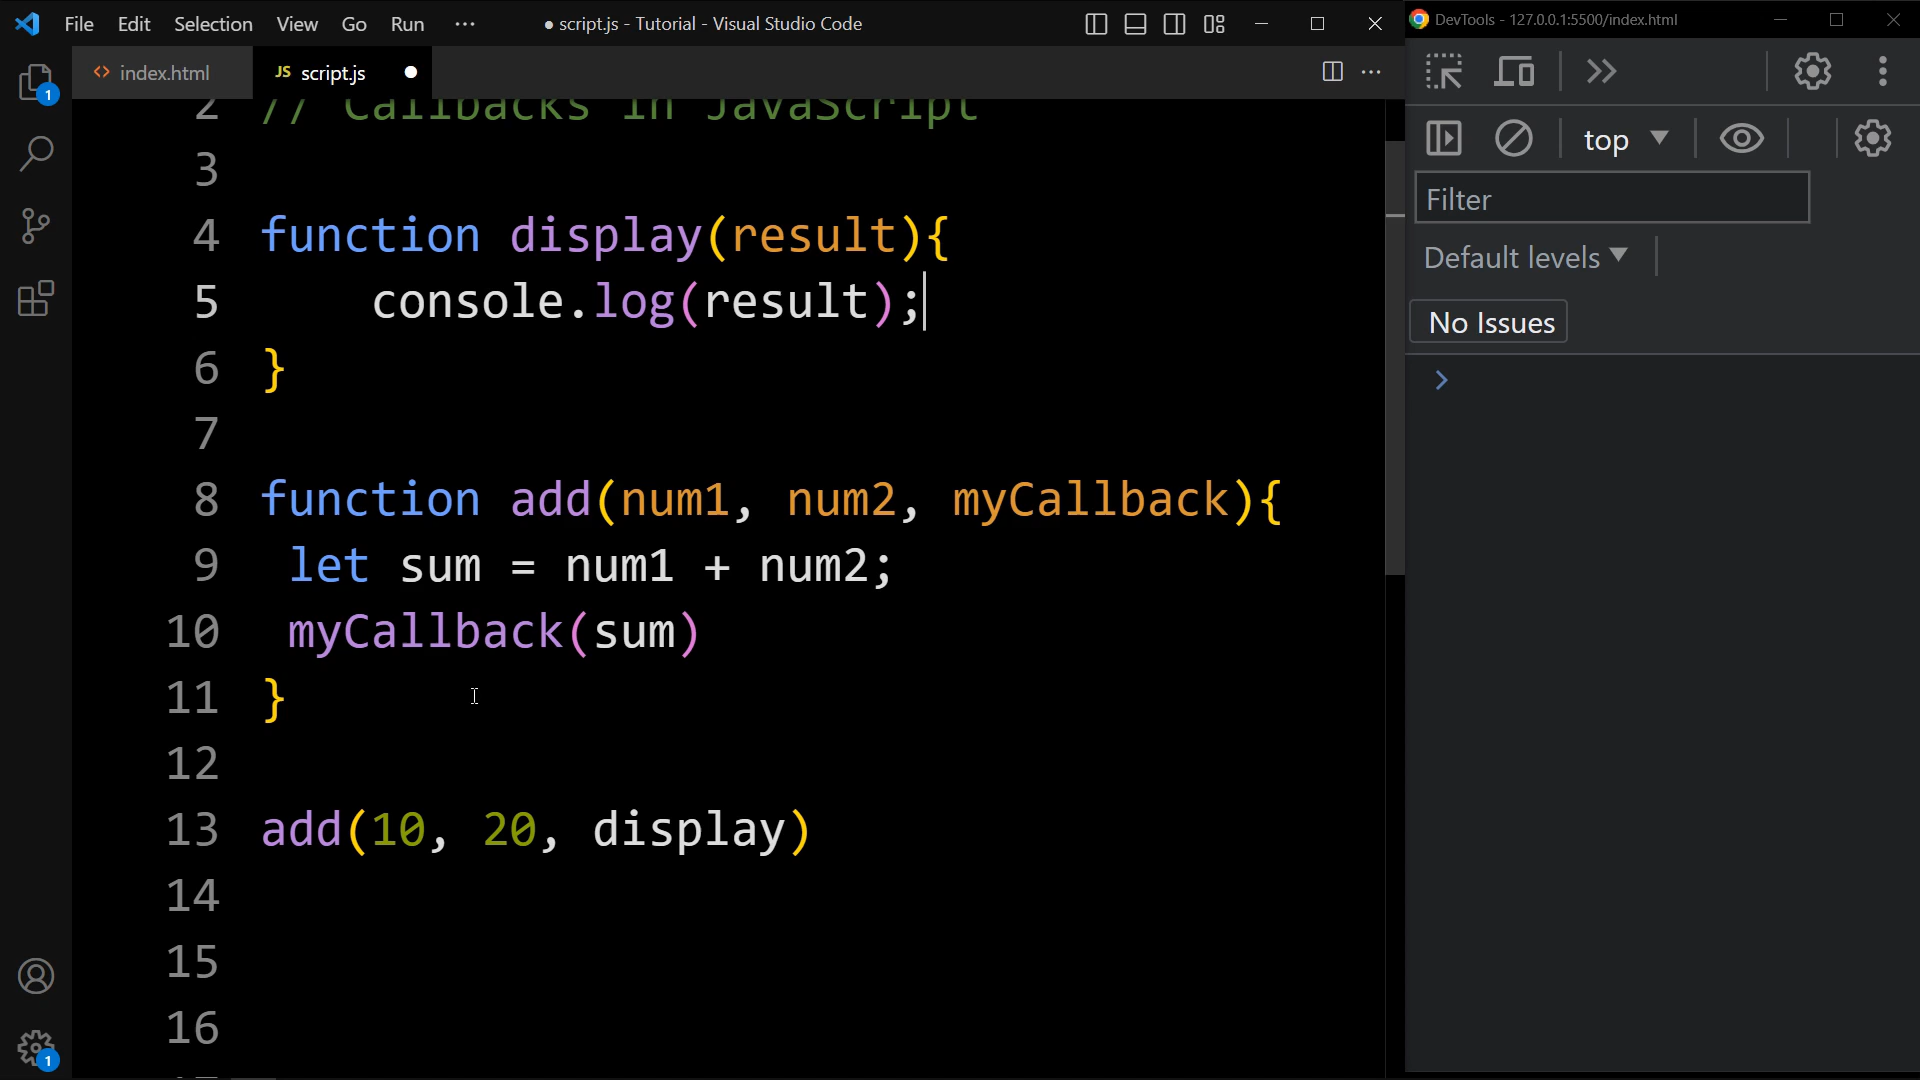 File Edit Selection View Go Run ··· ● script.js - Tutorial - Visual Studio Code
DevTools - 127.0.0.1:5500/index.html
<> index.html JS script.js ●
top
Filter
Default levels
No Issues
1
2 // Callbacks in JavaScript
3
4 function display(result){
5 console.log(result);
6 }
7
8 function add(num1, num2, myCallback){
9 let sum = num1 + num2;
10 myCallback(sum)
11 }
12
13 add(10, 20, display)
14
15
16
1